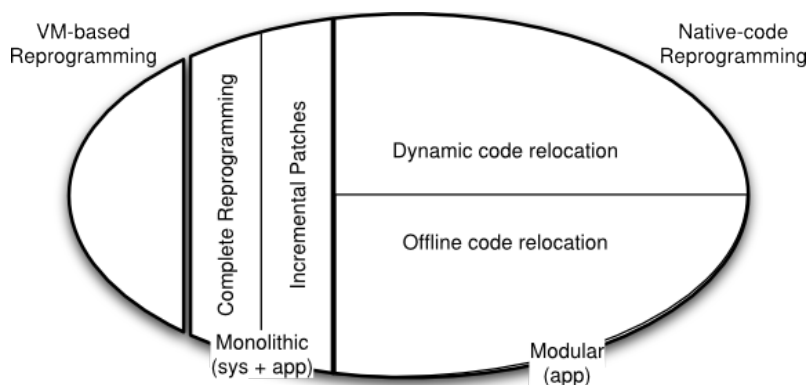 VM-based
Reprogramming
Native-code
Reprogramming
Complete Reprogramming
Incremental Patches
Dynamic code relocation
Offline code relocation
Monolithic
(sys + app)
Modular
(app)